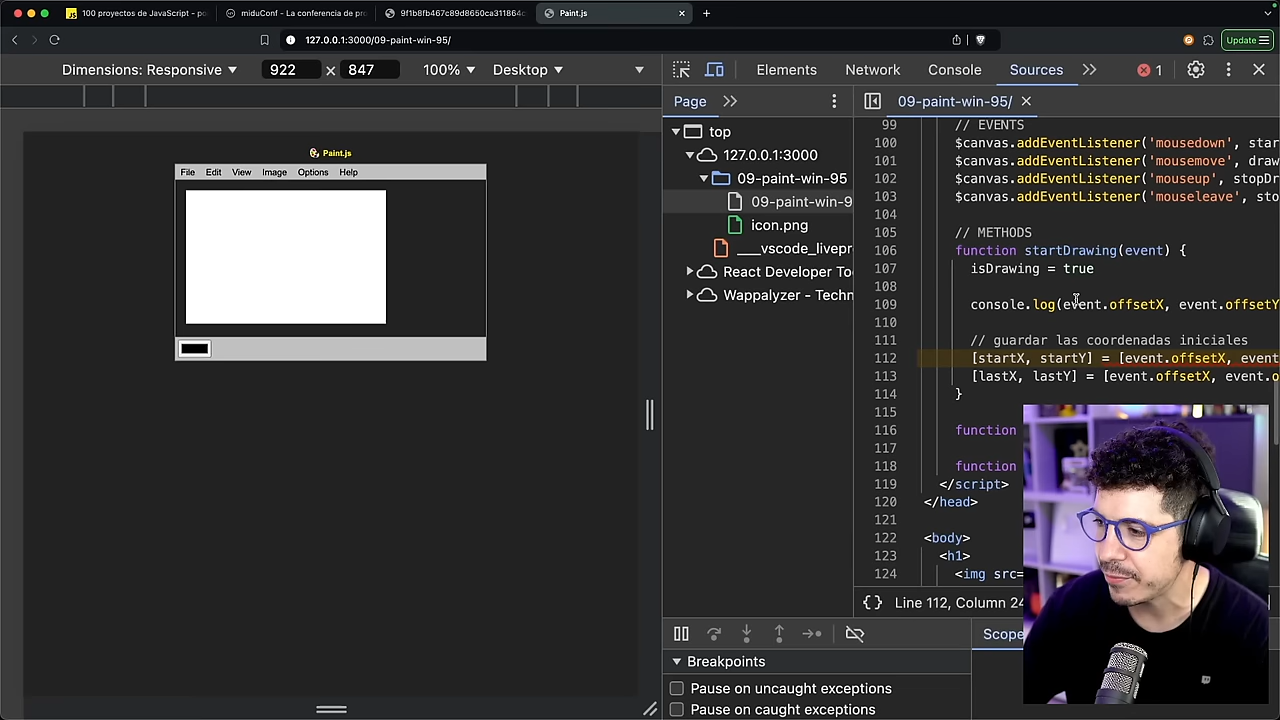 100 proyectos de JavaScript - po
miduConf - La conferencia de pro
9f1b8fb467c89d8650ca311864c
Paint.js
127.0.0.1:3000/09-paint-win-95/
Update
Dimensions: Responsive
922
×
847
100%
Desktop
Elements
Network
Console
Sources
1
Page
09-paint-win-95/
top
127.0.0.1:3000
09-paint-win-95
09-paint-win-9
icon.png
___vscode_livepr
React Developer To
Wappalyzer - Techn
Paint.js
File Edit View Image Options Help
99 // EVENTS
100 $canvas.addEventListener('mousedown', star
101 $canvas.addEventListener('mousemove', draw
102 $canvas.addEventListener('mouseup', stopDr
103 $canvas.addEventListener('mouseleave', sto
104
105 // METHODS
106 function startDrawing(event) {
107 isDrawing = true
108
109 console.log(event.offsetX, event.offsetY
110
111 // guardar las coordenadas iniciales
112 [startX, startY] = [event.offsetX, event
113 [lastX, lastY] = [event.offsetX, event.o
114 }
115
116 function
117
118 function
119 </script>
120 </head>
121
122 <body>
123 <h1>
124 <img src=
{ } Line 112, Column 24
Scope
Breakpoints
Pause on uncaught exceptions
Pause on caught exceptions